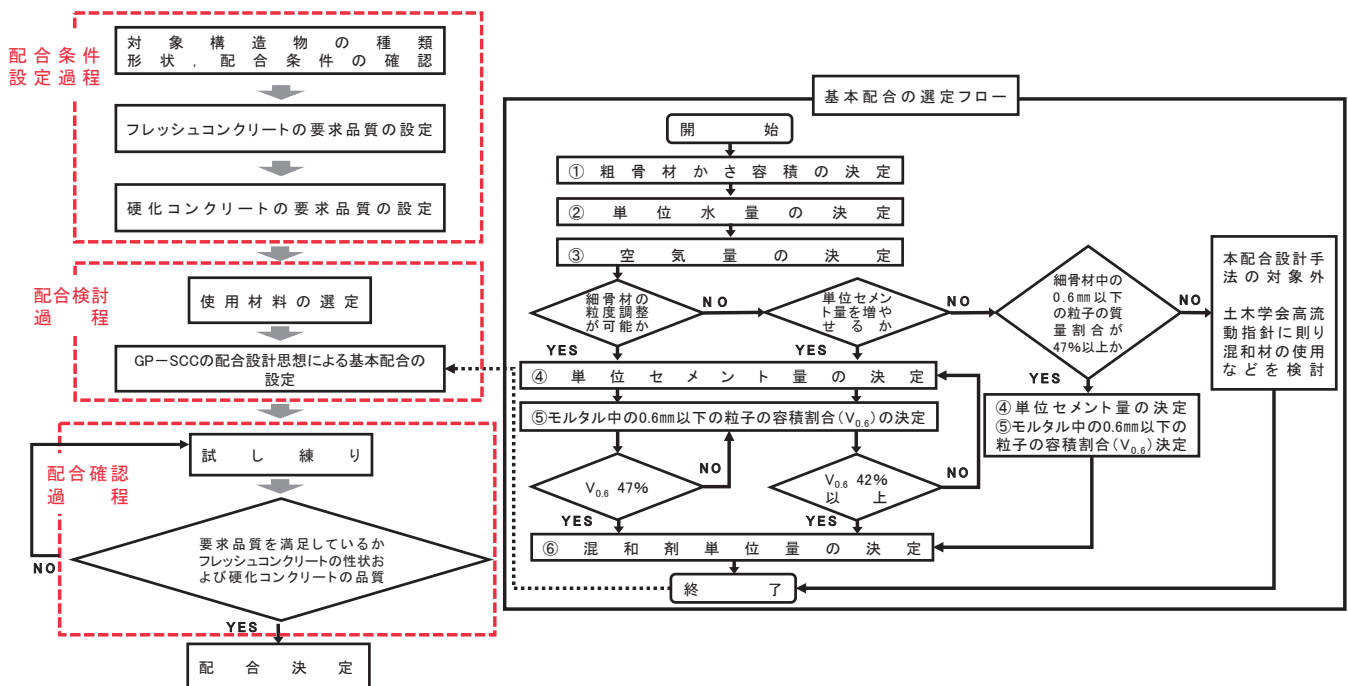 配合条件
設定過程
対象構造物の種類
形状，配合条件の確認
フレッシュコンクリートの要求品質の設定
硬化コンクリートの要求品質の設定
配合検討
過程
使用材料の選定
GP－SCCの配合設計思想による基本配合の
設定
配合確認
過程
試し練り
要求品質を満足しているか
フレッシュコンクリートの性状お
よび硬化コンクリートの品質
NO
YES
配合決定
基本配合の選定フロー
開始
①粗骨材かさ容積の決定
②単位水量の決定
③空気量の決定
細骨材の
粒度調整
が可能か
NO
YES
単位セメン
ト量を増や
せるか
NO
YES
細骨材中の
0.6㎜以下
の粒子の質
量割合が
47%以上か
NO
YES
本配合設計手
法の対象外
土木学会高流
動指針に則り
混和材の使用
などを検討
④単位セメント量の決定
⑤モルタル中の0.6㎜以下の粒子の容積割合(V0.6)の決定
④単位セメント量の決定
⑤モルタル中の0.6㎜以下の
粒子の容積割合(V0.6)決定
V0.6 47%
NO
YES
V0.6 42%
以上
NO
YES
⑥混和剤単位量の決定
終了